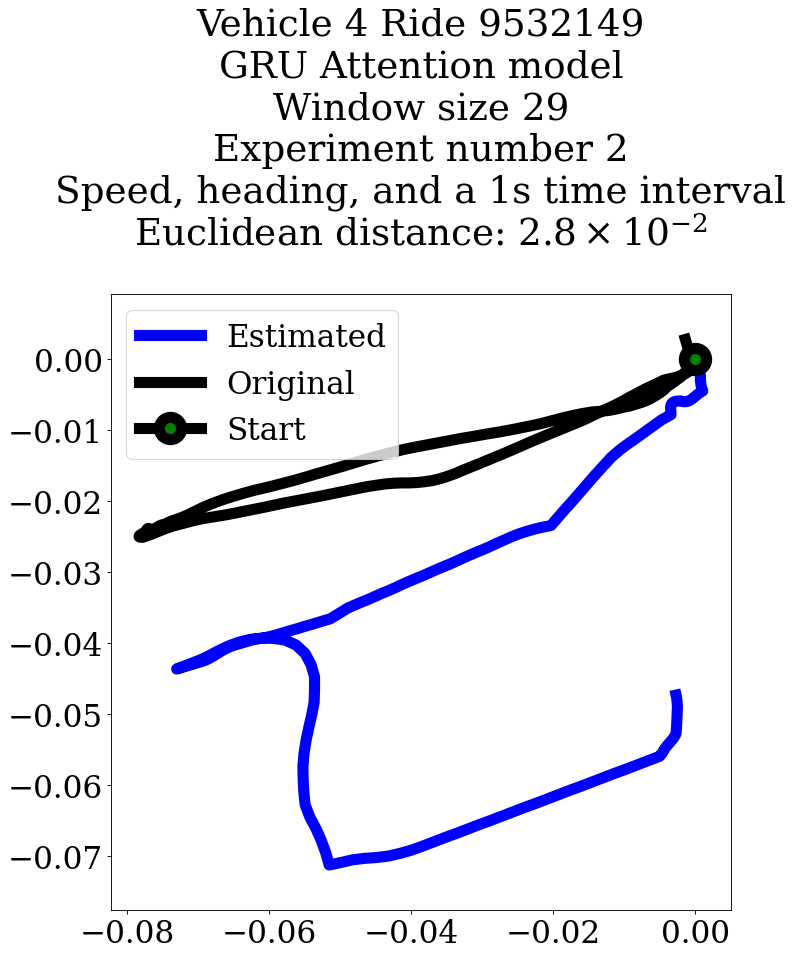 Vehicle 4 Ride 9532149
GRU Attention model
Window size 29
Experiment number 2
Speed, heading, and a 1s time interval
Euclidean distance: 2.8 × 10⁻²
Estimated
Original
Start
0.00
−0.01
−0.02
−0.03
−0.04
−0.05
−0.06
−0.07
−0.08 −0.06 −0.04 −0.02 0.00